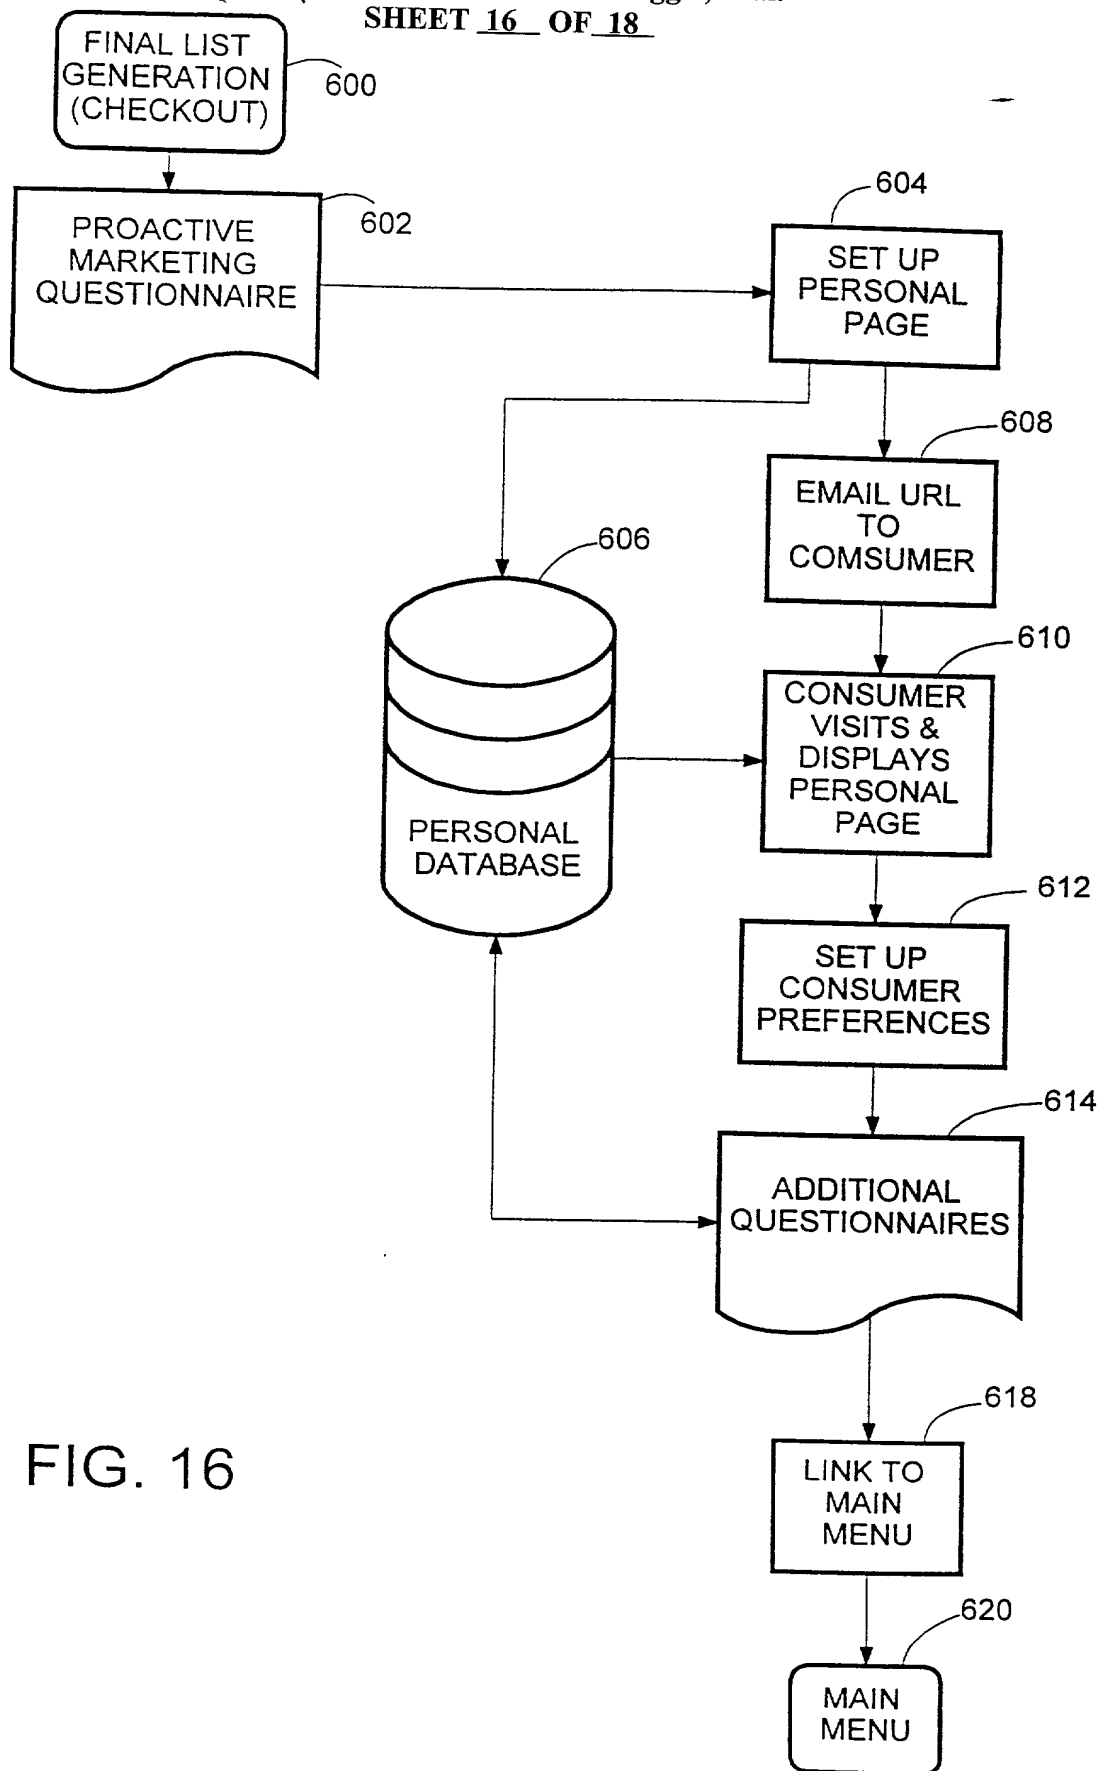 SHEET 16 OF 18
FINAL LIST
GENERATION
(CHECKOUT)
600
PROACTIVE
MARKETING
QUESTIONNAIRE
602
604
SET UP
PERSONAL
PAGE
608
EMAIL URL
TO
COMSUMER
606
PERSONAL
DATABASE
610
CONSUMER
VISITS &
DISPLAYS
PERSONAL
PAGE
612
SET UP
CONSUMER
PREFERENCES
614
ADDITIONAL
QUESTIONNAIRES
618
LINK TO
MAIN
MENU
FIG. 16
620
MAIN
MENU